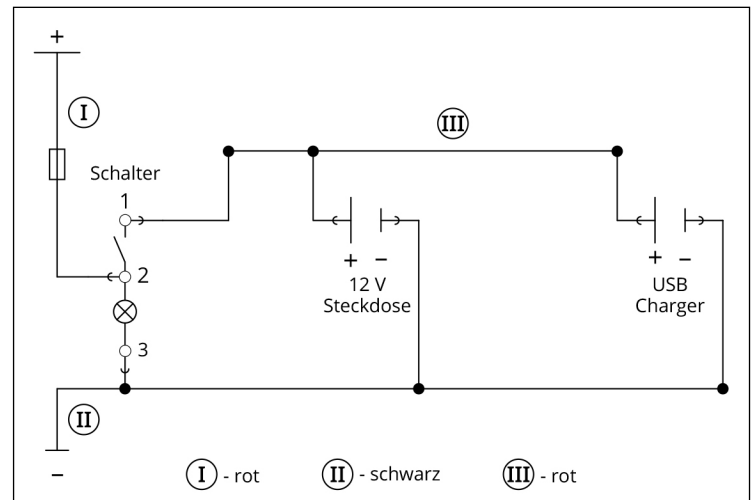 +
I
III
Schalter
1
2
3
+ −
12 V
Steckdose
+ −
USB
Charger
II
−
I - rot II - schwarz III - rot